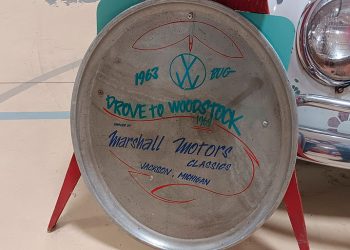 1963 BUG
DROVE TO WOODSTOCK
1969
Marshall Motors
CLASSICS
JACKSON, MICHIGAN